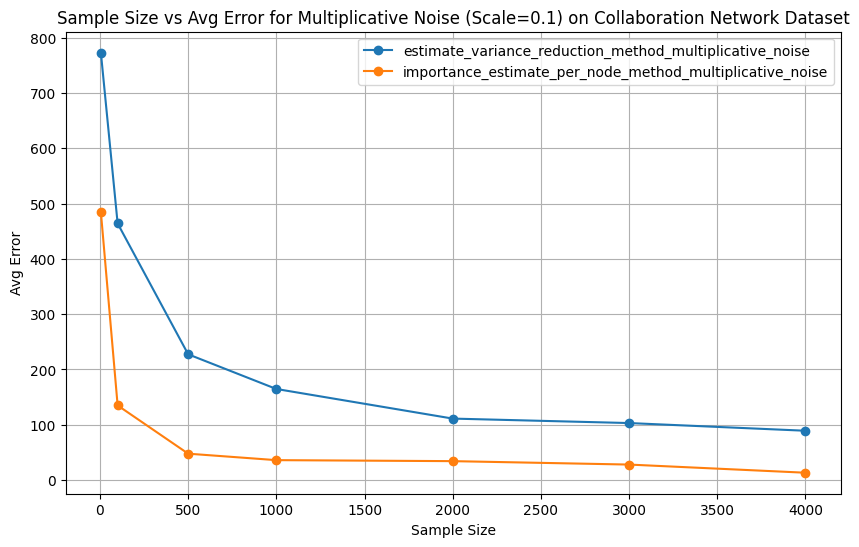 Sample Size vs Avg Error for Multiplicative Noise (Scale=0.1) on Collaboration Network Dataset
estimate_variance_reduction_method_multiplicative_noise
importance_estimate_per_node_method_multiplicative_noise
Avg Error
800
700
600
500
400
300
200
100
0
0 500 1000 1500 2000 2500 3000 3500 4000
Sample Size